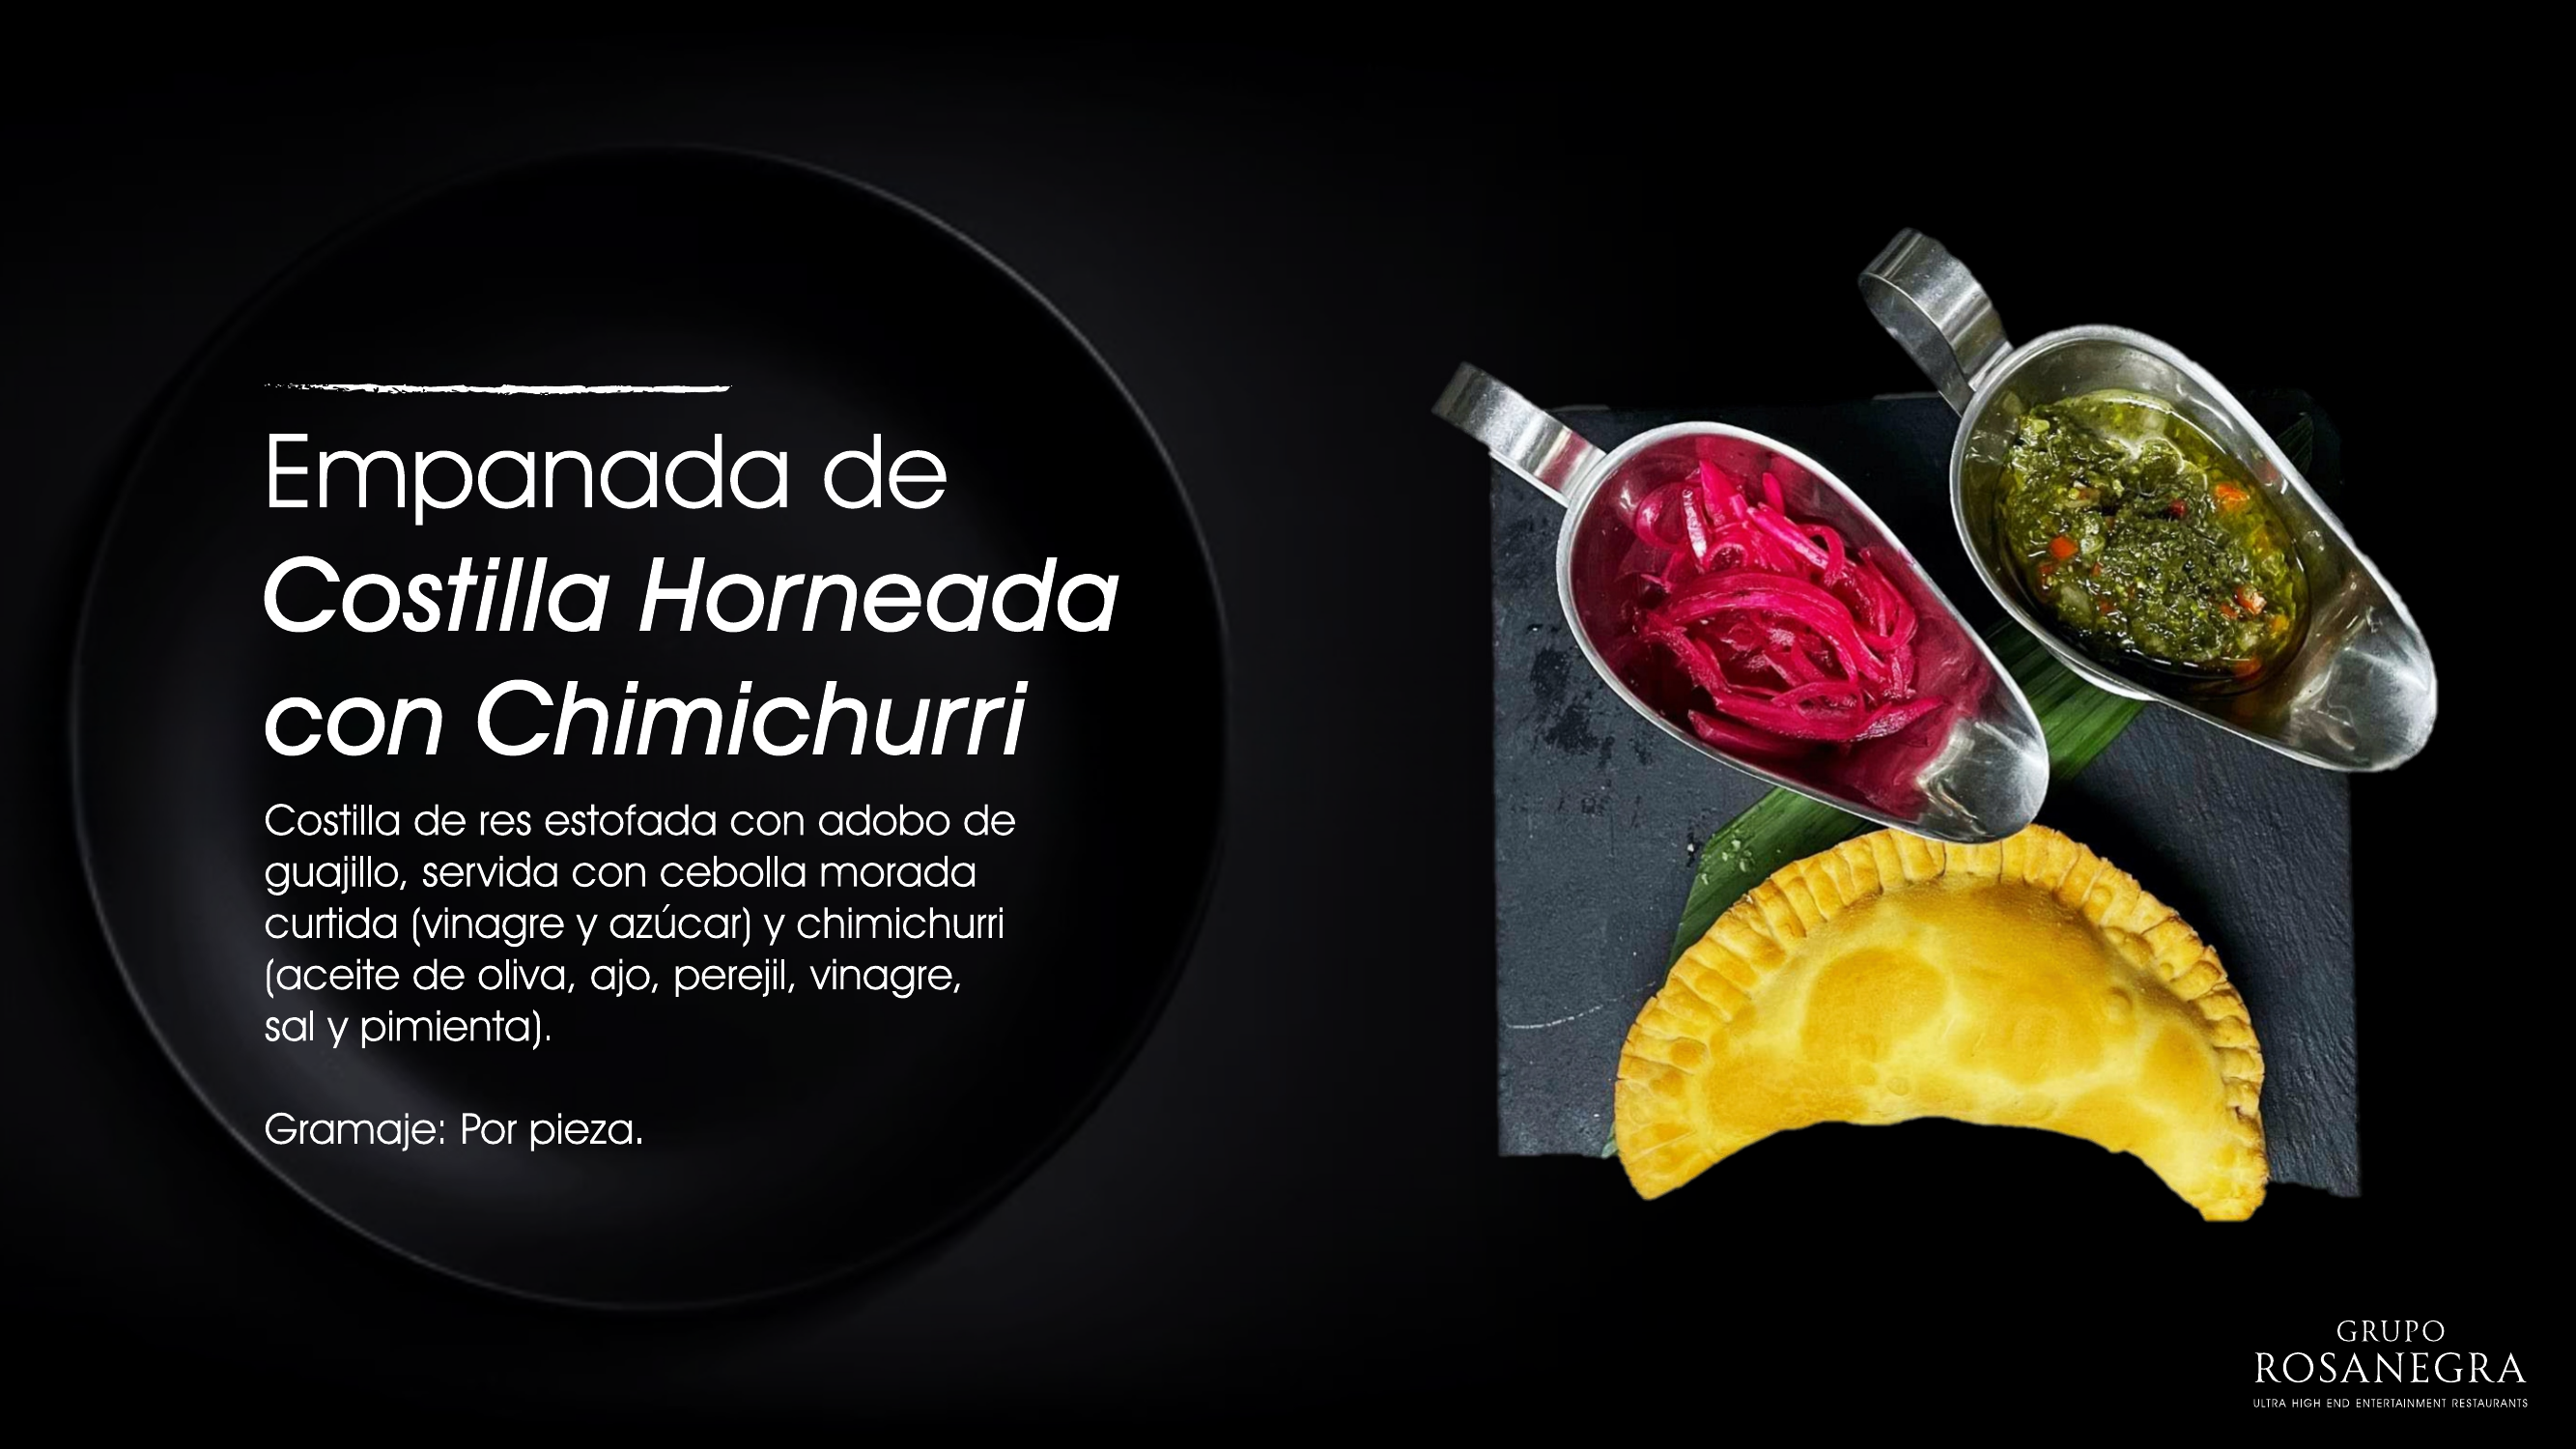 Empanada de
Costilla Horneada
con Chimichurri
Costilla de res estofada con adobo de
guajillo, servida con cebolla morada
curtida (vinagre y azúcar) y chimichurri
(aceite de oliva, ajo, perejil, vinagre,
sal y pimienta).
Gramaje: Por pieza.
GRUPO
ROSANEGRA
ULTRA HIGH END ENTERTAINMENT RESTAURANTS